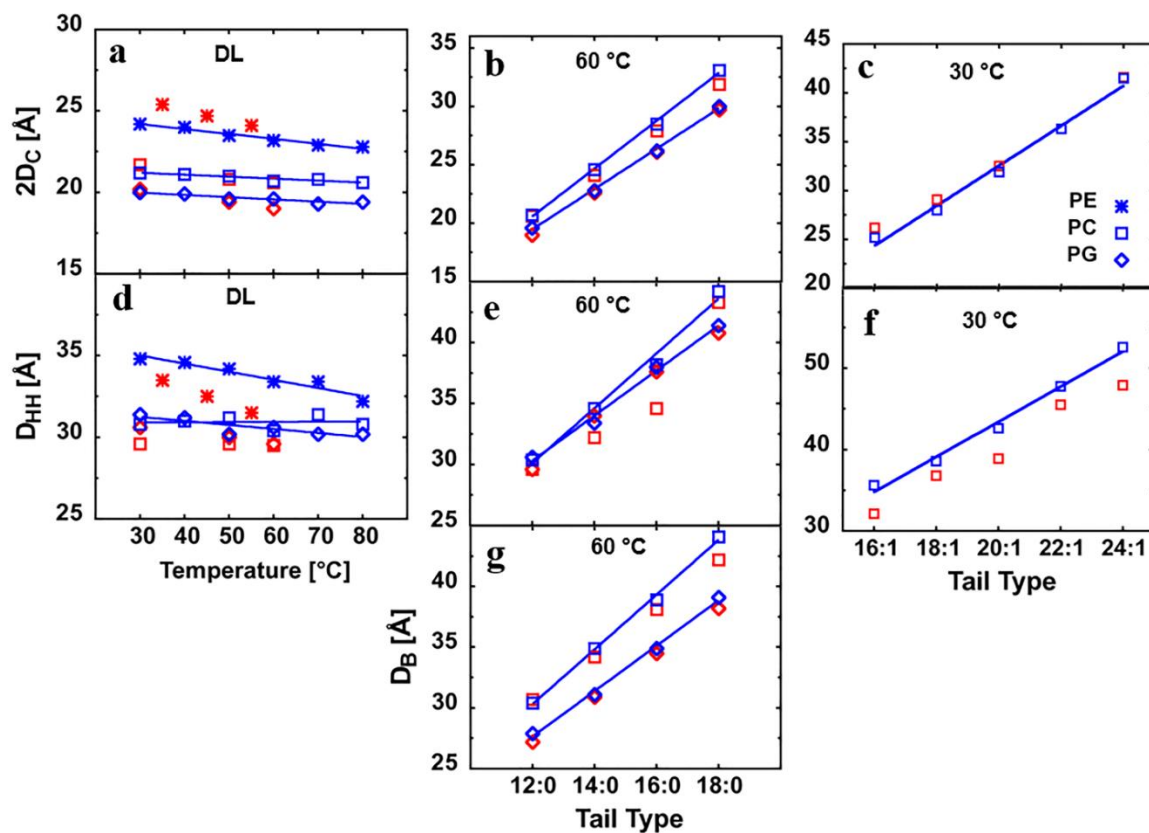 a
DL
2D_C [Å]
30
25
20
15
b
60 °C
35
30
25
20
15
c
30 °C
45
40
35
30
25
20
PE
PC
PG
d
DL
D_HH [Å]
35
30
25
30 40 50 60 70 80
Temperature [°C]
e
60 °C
40
35
30
25
f
30 °C
50
40
30
16:1 18:1 20:1 22:1 24:1
Tail Type
g
60 °C
D_B [Å]
40
35
30
25
12:0 14:0 16:0 18:0
Tail Type